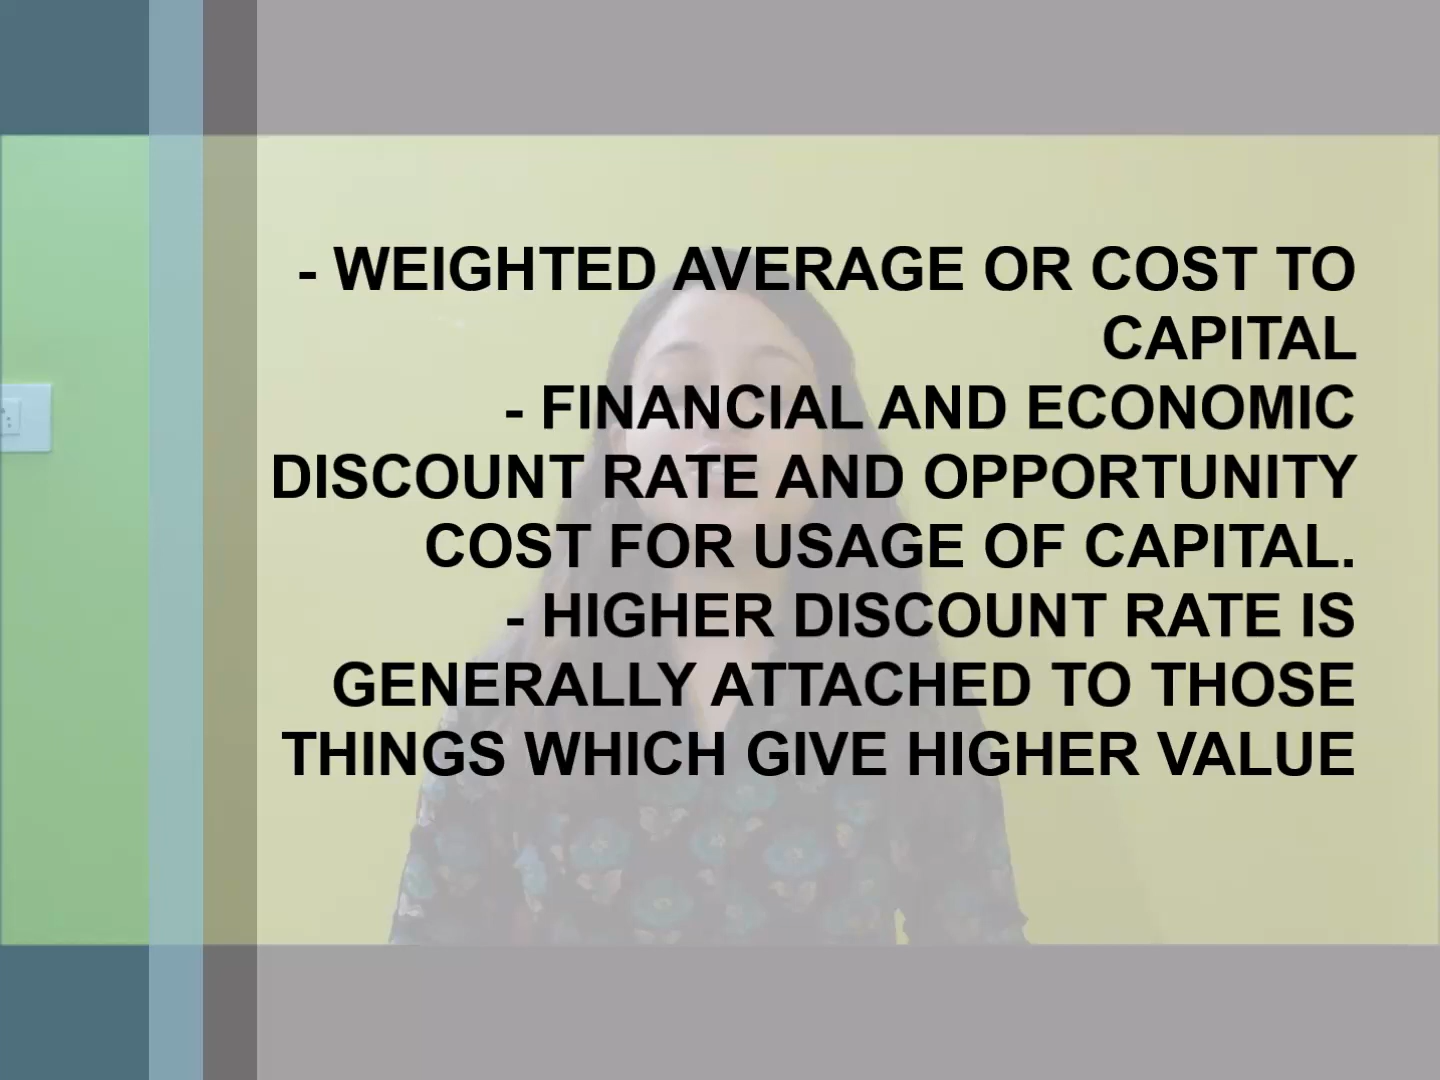 - WEIGHTED AVERAGE OR COST TO
CAPITAL
- FINANCIAL AND ECONOMIC
DISCOUNT RATE AND OPPORTUNITY
COST FOR USAGE OF CAPITAL.
- HIGHER DISCOUNT RATE IS
GENERALLY ATTACHED TO THOSE
THINGS WHICH GIVE HIGHER VALUE